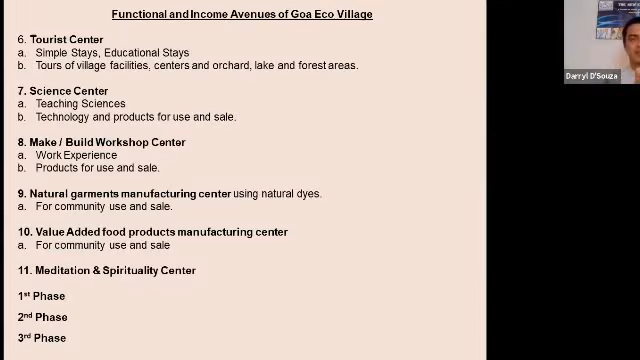 Functional and Income Avenues of Goa Eco Village
6. Tourist Center
a. Simple Stays, Educational Stays
b. Tours of village facilities, centers and orchard, lake and forest areas.
7. Science Center
a. Teaching Sciences
b. Technology and products for use and sale.
8. Make / Build Workshop Center
a. Work Experience
b. Products for use and sale.
9. Natural garments manufacturing center using natural dyes.
a. For community use and sale.
10. Value Added food products manufacturing center
a. For community use and sale
11. Meditation & Spirituality Center
1st Phase
2nd Phase
3rd Phase
Darryl D'Souza